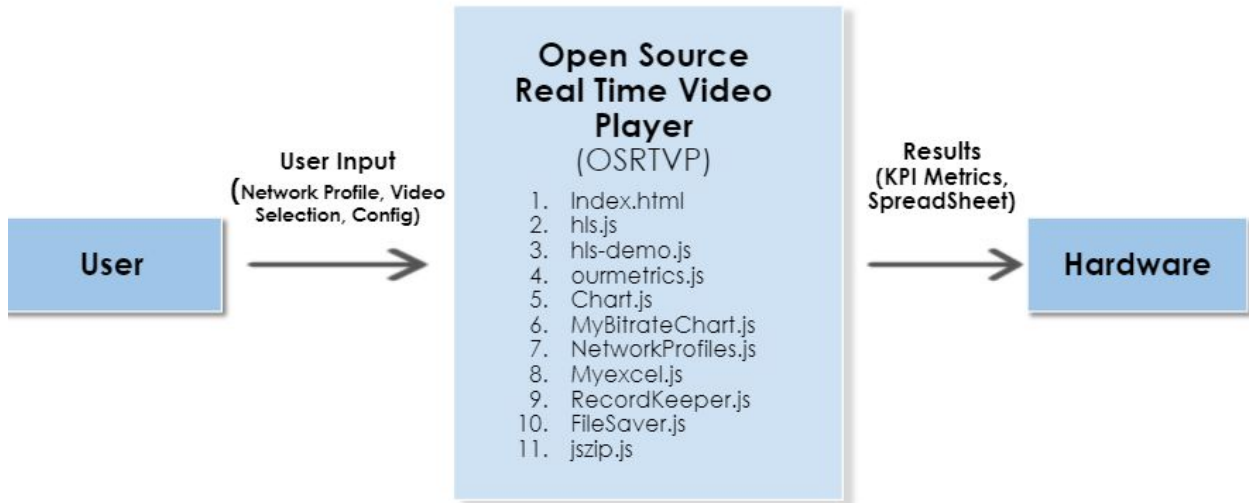 User
User Input
(Network Profile, Video
Selection, Config)
Open Source
Real Time Video
Player
(OSRTVP)
1. Index.html
2. hls.js
3. hls-demo.js
4. ourmetrics.js
5. Chart.js
6. MyBitrateChart.js
7. NetworkProfiles.js
8. Myexcel.js
9. RecordKeeper.js
10. FileSaver.js
11. jszip.js
Results
(KPI Metrics,
SpreadSheet)
Hardware